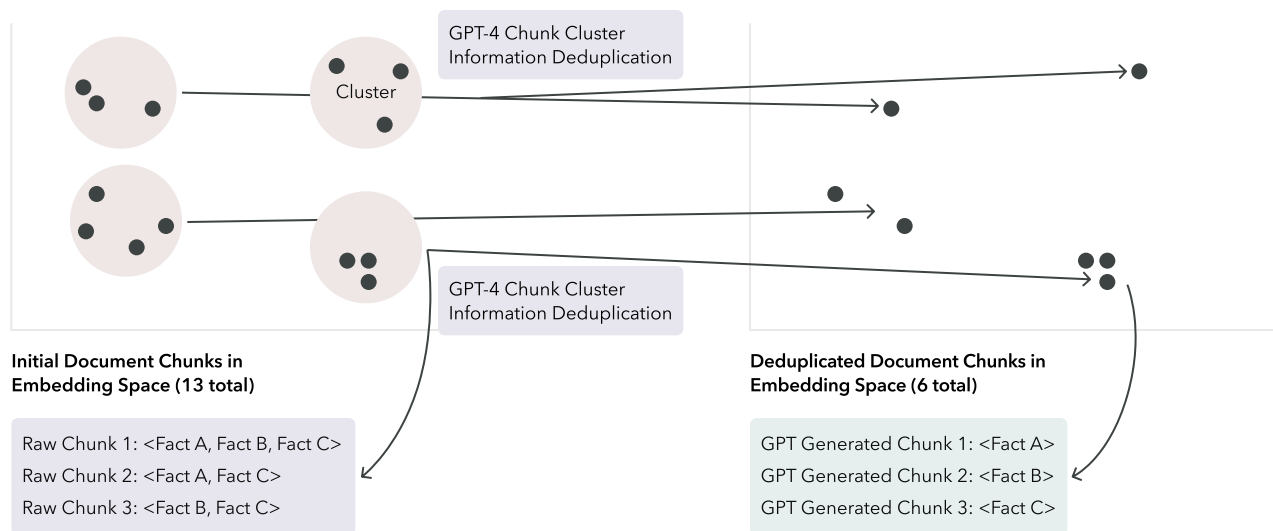 GPT-4 Chunk Cluster
Information Deduplication
Cluster
GPT-4 Chunk Cluster
Information Deduplication
Initial Document Chunks in
Embedding Space (13 total)
Raw Chunk 1: <Fact A, Fact B, Fact C>
Raw Chunk 2: <Fact A, Fact C>
Raw Chunk 3: <Fact B, Fact C>
Deduplicated Document Chunks in
Embedding Space (6 total)
GPT Generated Chunk 1: <Fact A>
GPT Generated Chunk 2: <Fact B>
GPT Generated Chunk 3: <Fact C>